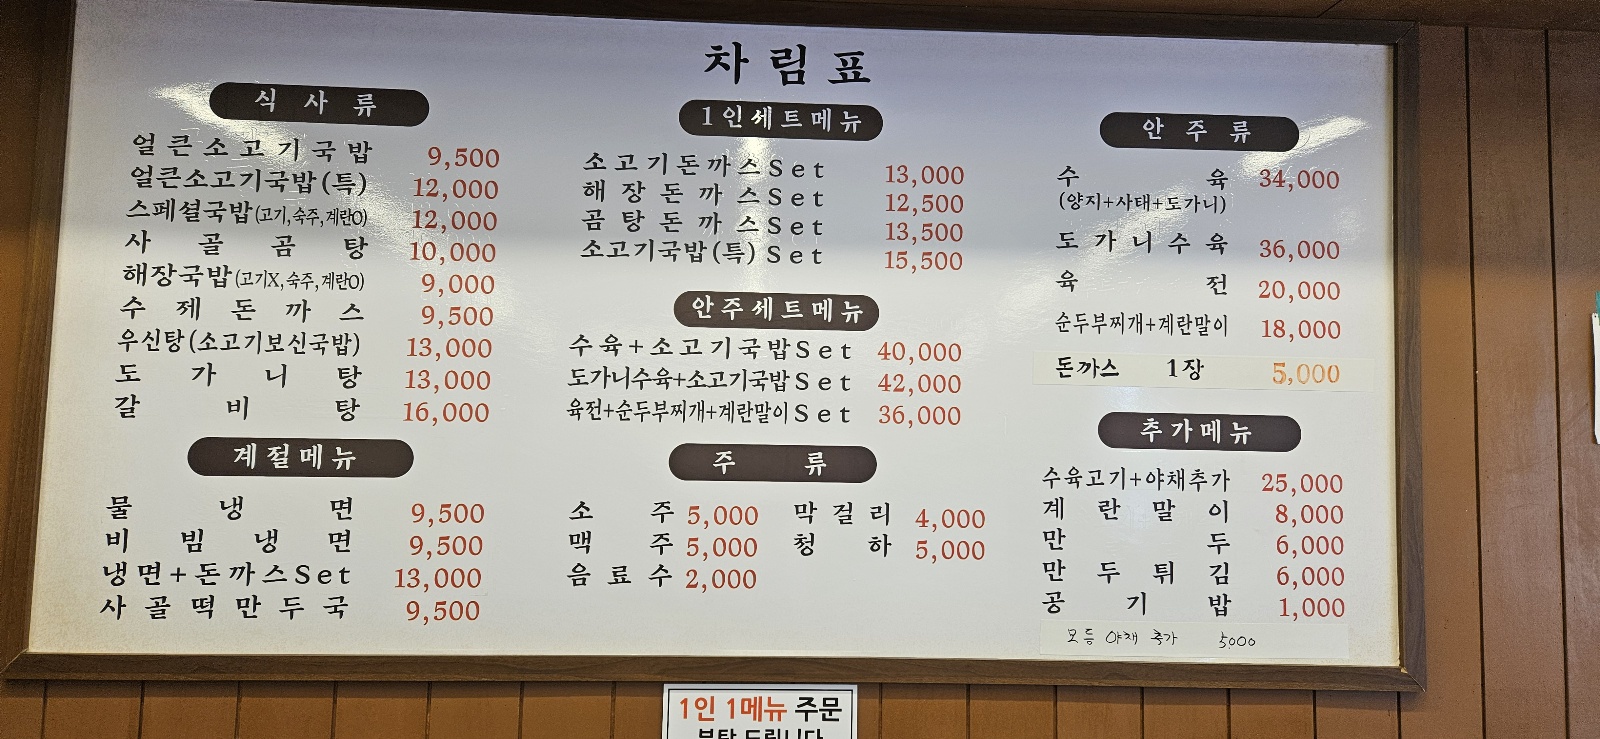 차림표
식사류
얼큰소고기국밥 9,500
얼큰소고기국밥(특) 12,000
스페셜국밥(고기,숙주,계란O) 12,000
사골곰탕 10,000
해장국밥(고기X,숙주,계란O) 9,000
수제돈까스 9,500
우신탕(소고기보신국밥) 13,000
도가니탕 13,000
갈비탕 16,000
계절메뉴
물냉면 9,500
비빔냉면 9,500
냉면+돈까스Set 13,000
사골떡만두국 9,500
1인세트메뉴
소고기돈까스Set 13,000
해장돈까스Set 12,500
곰탕돈까스Set 13,500
소고기국밥(특)Set 15,500
안주세트메뉴
수육+소고기국밥Set 40,000
도가니수육+소고기국밥Set 42,000
육전+순두부찌개+계란말이Set 36,000
주류
소주 5,000 막걸리 4,000
맥주 5,000 청하 5,000
음료수 2,000
안주류
수육 34,000
(양지+사태+도가니)
도가니수육 36,000
육전 20,000
순두부찌개+계란말이 18,000
돈까스 1장 5,000
추가메뉴
수육고기+야채추가 25,000
계란말이 8,000
만두 6,000
만두튀김 6,000
공기밥 1,000
모듬 야채 추가 5000
1인 1메뉴 주문
부탁 드립니다